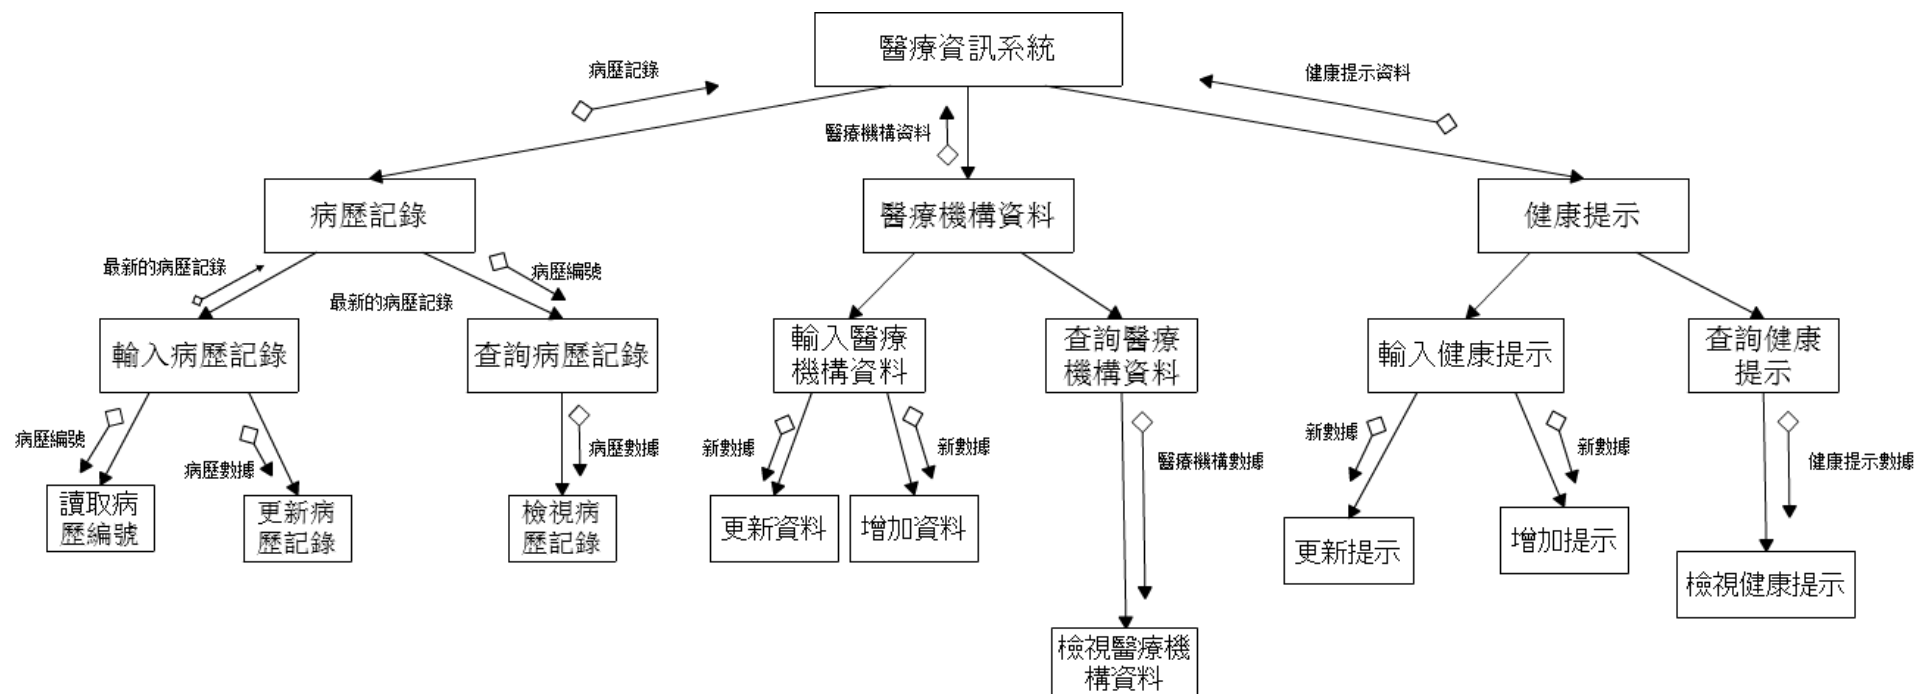 醫療資訊系統
病歷記錄
健康提示資料
醫療機構資料
病歷記錄
醫療機構資料
健康提示
最新的病歷記錄
病歷編號
最新的病歷記錄
輸入病歷記錄
查詢病歷記錄
輸入醫療
機構資料
查詢醫療
機構資料
輸入健康提示
查詢健康
提示
病歷編號
病歷數據
病歷數據
新數據
新數據
醫療機構數據
新數據
新數據
健康提示數據
讀取病
歷編號
更新病
歷記錄
檢視病
歷記錄
更新資料
增加資料
更新提示
增加提示
檢視健康提示
檢視醫療機
構資料